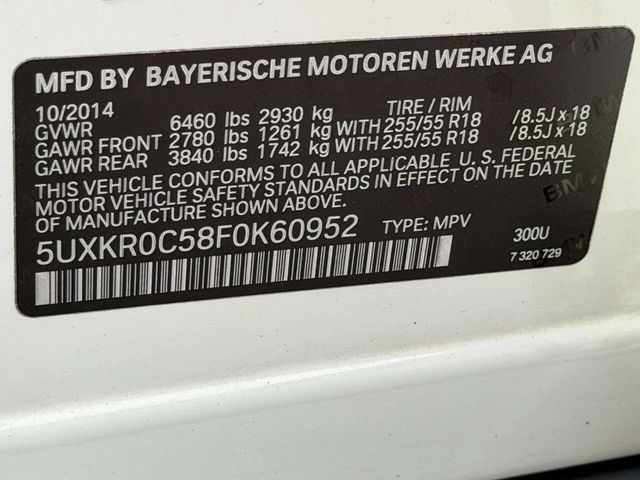 MFD BY BAYERISCHE MOTOREN WERKE AG
10/2014 TIRE / RIM
GVWR 6460 lbs 2930 kg
GAWR FRONT 2780 lbs 1261 kg WITH 255/55 R18 /8.5J x 18
GAWR REAR 3840 lbs 1742 kg WITH 255/55 R18 /8.5J x 18
THIS VEHICLE CONFORMS TO ALL APPLICABLE U. S. FEDERAL
MOTOR VEHICLE SAFETY STANDARDS IN EFFECT ON THE DATE
OF MANUFACTURE SHOWN ABOVE.
5UXKR0C58F0K60952 TYPE: MPV 300U
7 320 729